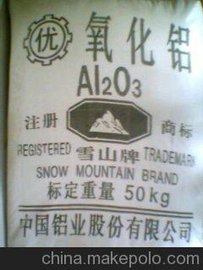 优 氧化铝
Al2O3
注册 商标
REGISTERED 雪山牌 TRADEMARK
SNOW MOUNTAIN BRAND
标定重量 50kg
中国铝业股份有限公司
china.makepolo.com